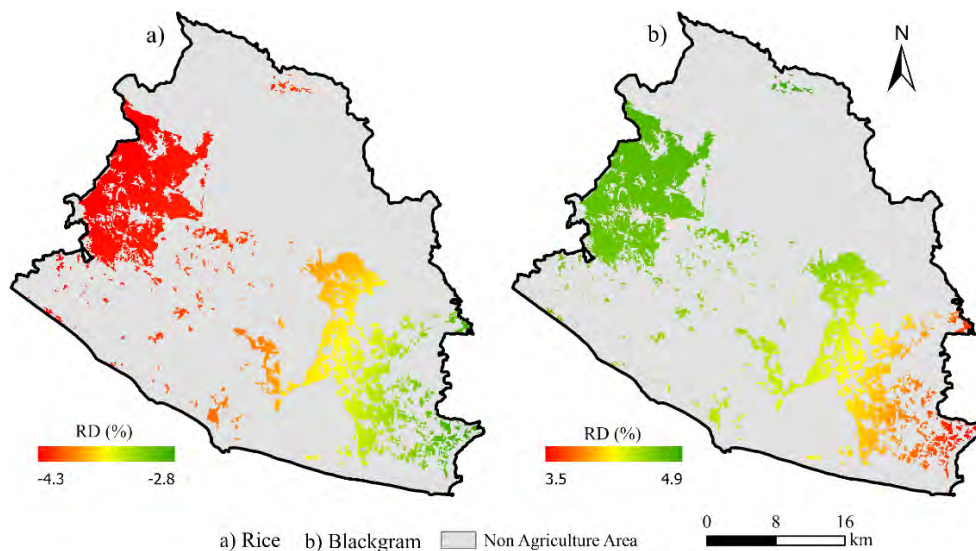 a)
b)
N
RD (%)
-4.3
-2.8
RD (%)
3.5
4.9
0
8
16
km
a) Rice b) Blackgram Non Agriculture Area